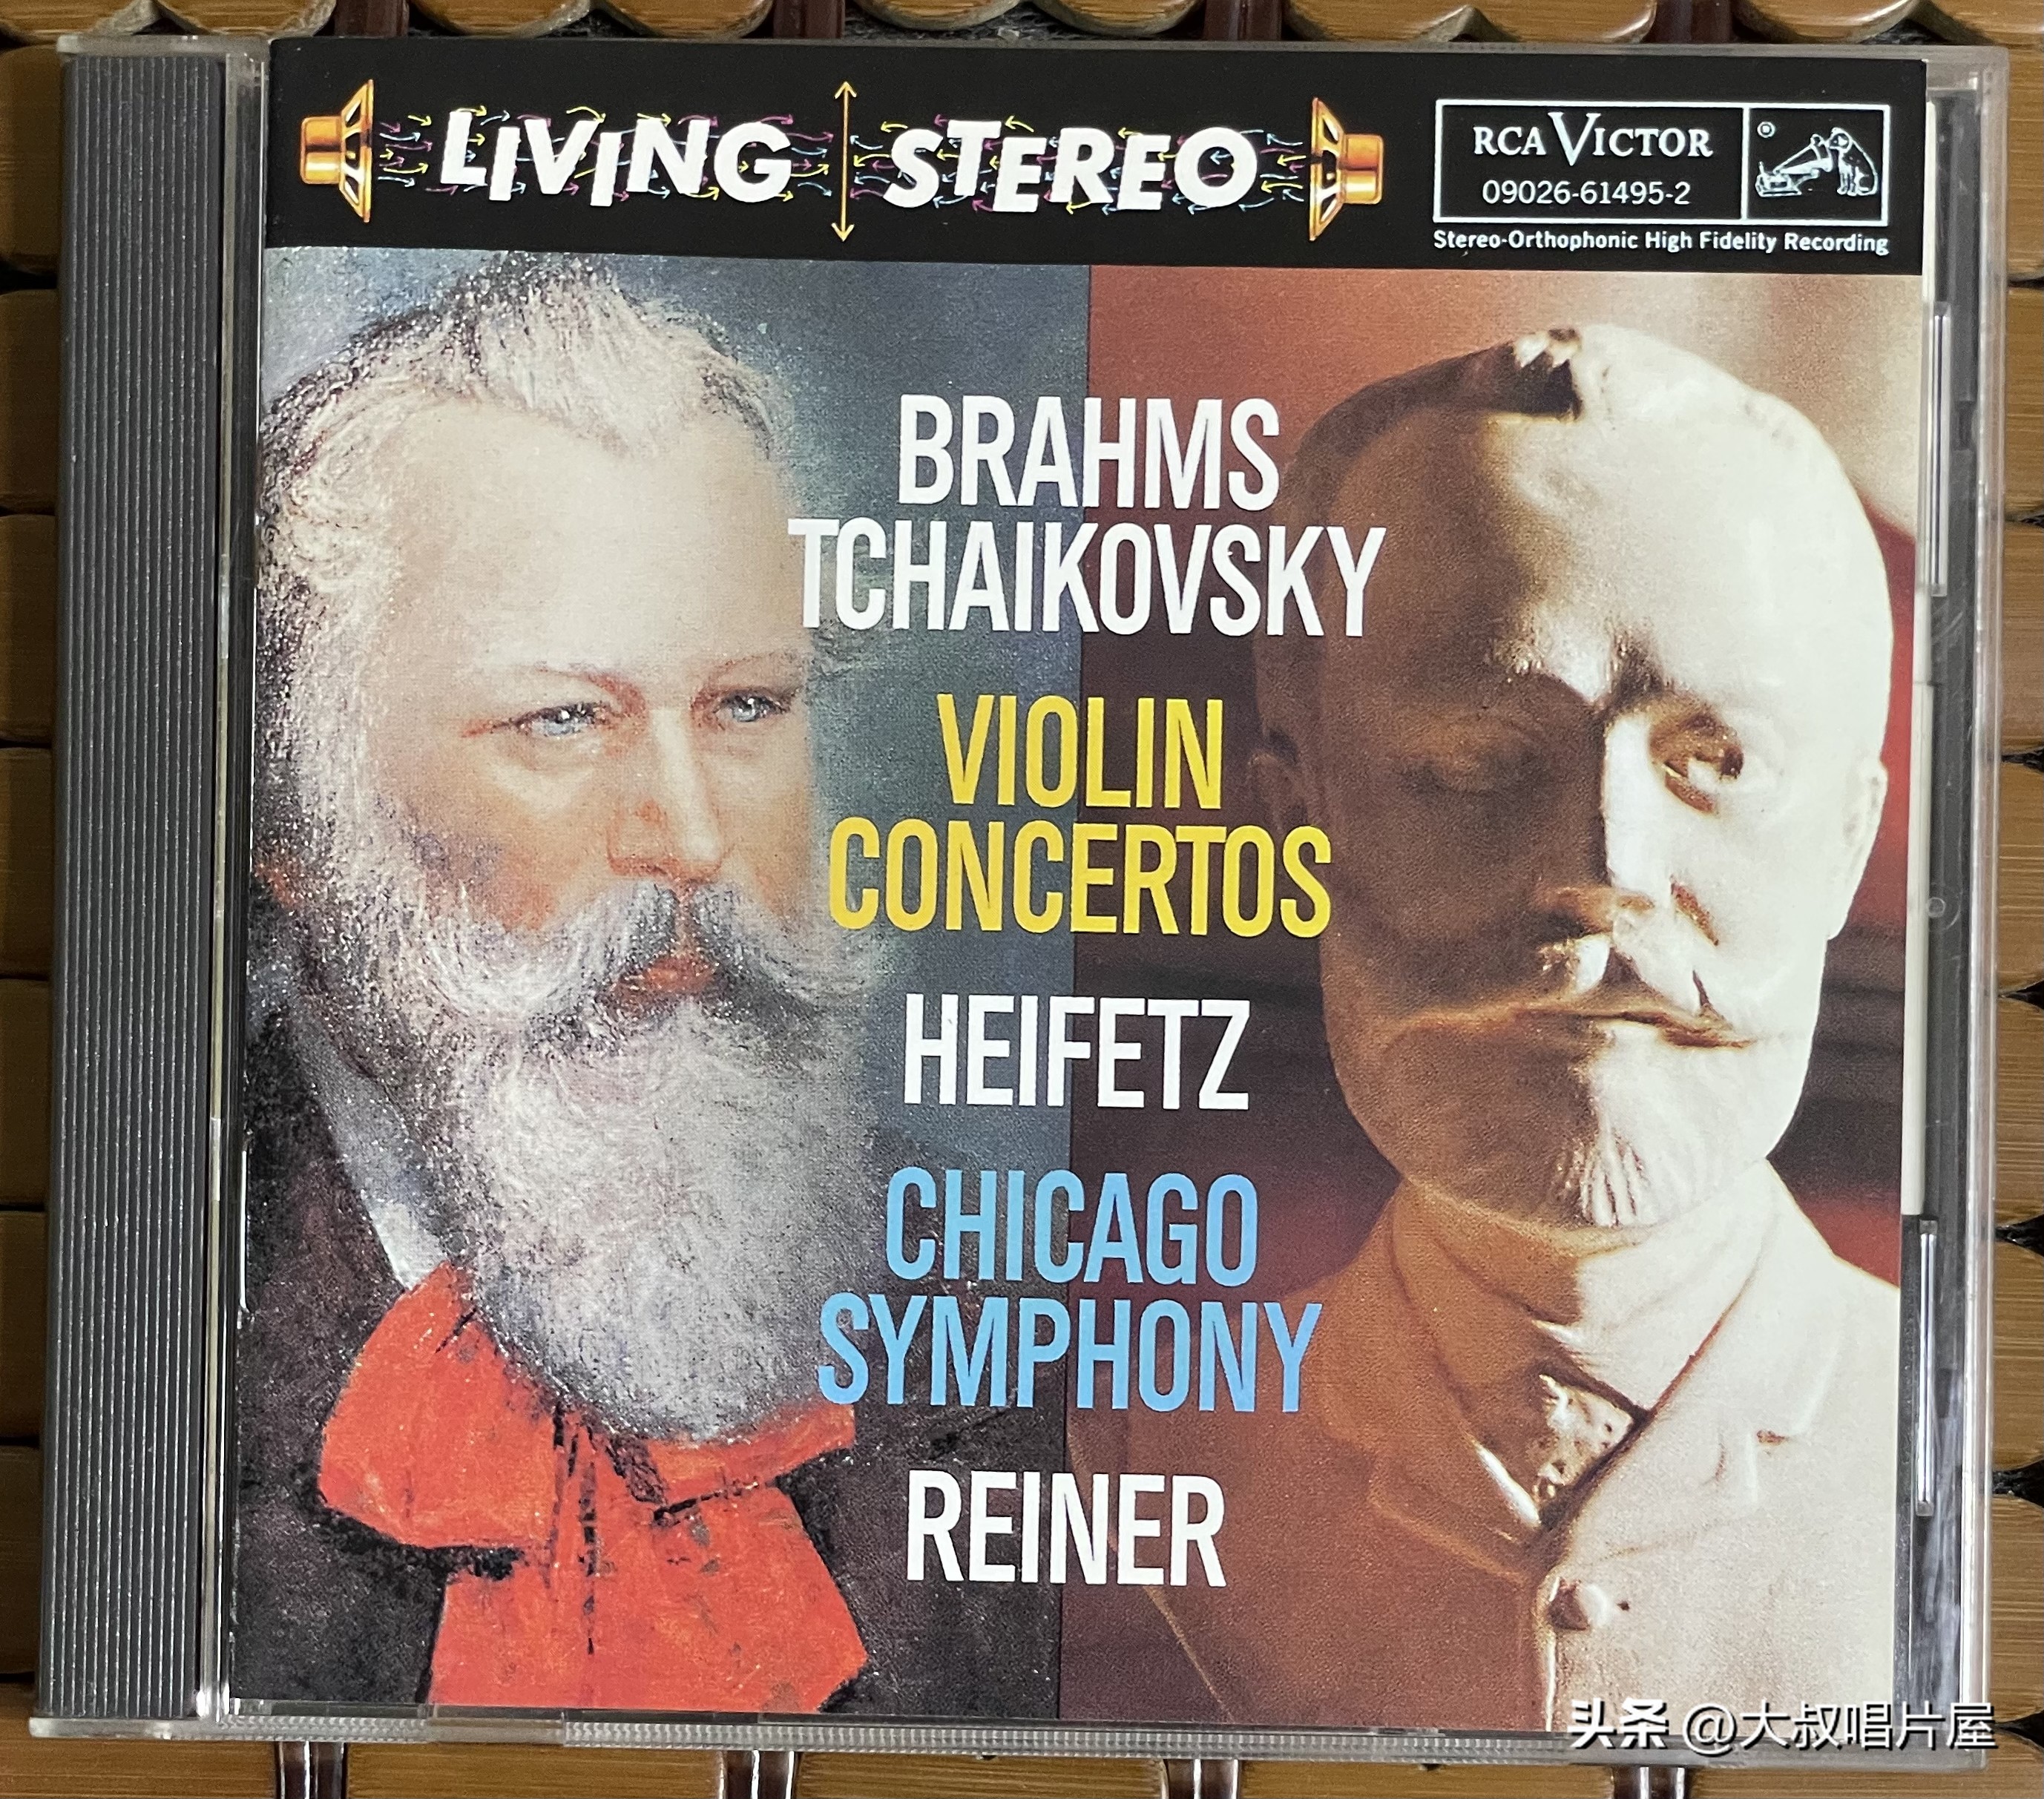 LIVING STEREO
RCA VICTOR
09026-61495-2
Stereo-Orthophonic High Fidelity Recording
BRAHMS
TCHAIKOVSKY
VIOLIN
CONCERTOS
HEIFETZ
CHICAGO
SYMPHONY
REINER
头条 @大叔唱片屋